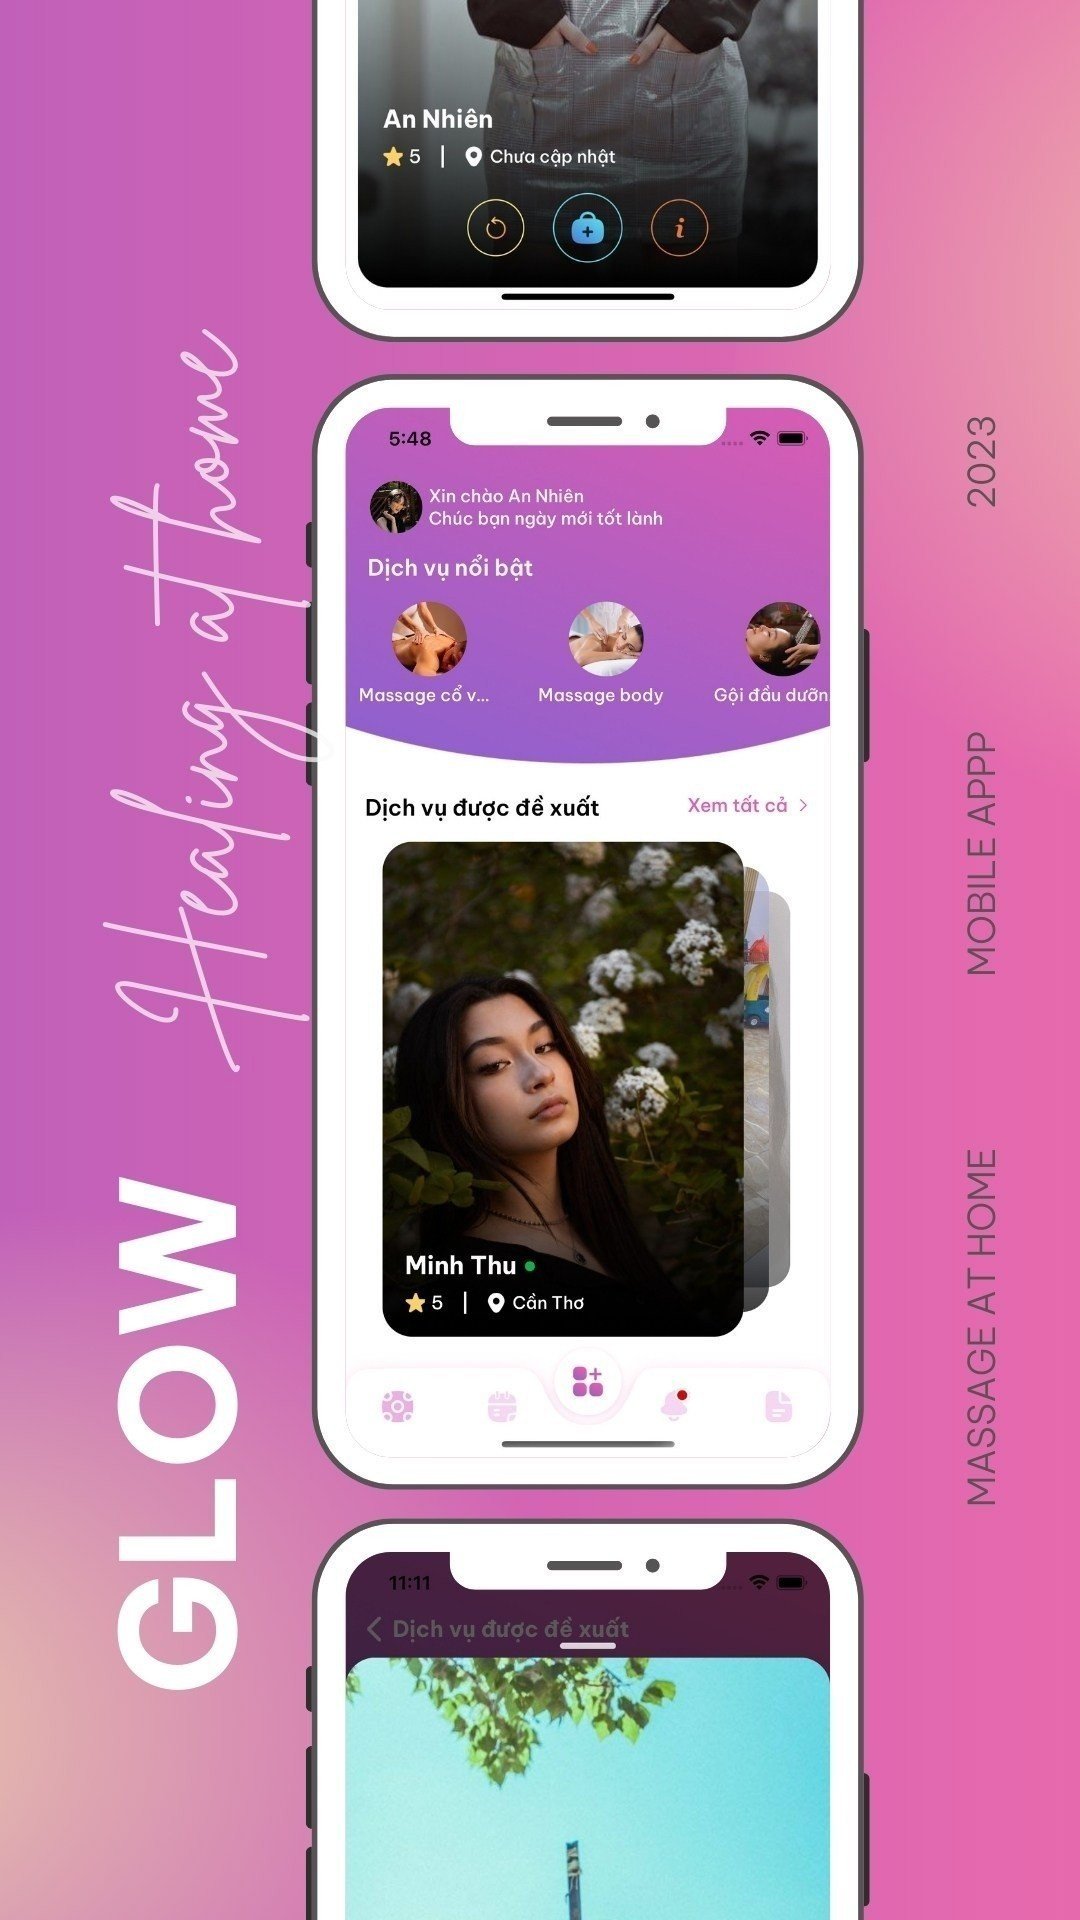 An Nhiên
5 | Chưa cập nhật
i
GLOW
Healing at home
5:48
Xin chào An Nhiên
Chúc bạn ngày mới tốt lành
Dịch vụ nổi bật
Massage cổ v...
Massage body
Gội đầu dưỡn
Dịch vụ được đề xuất
Xem tất cả >
Minh Thu
5 | Cần Thơ
11:11
Dịch vụ được đề xuất
MASSAGE AT HOME
MOBILE APPP
2023